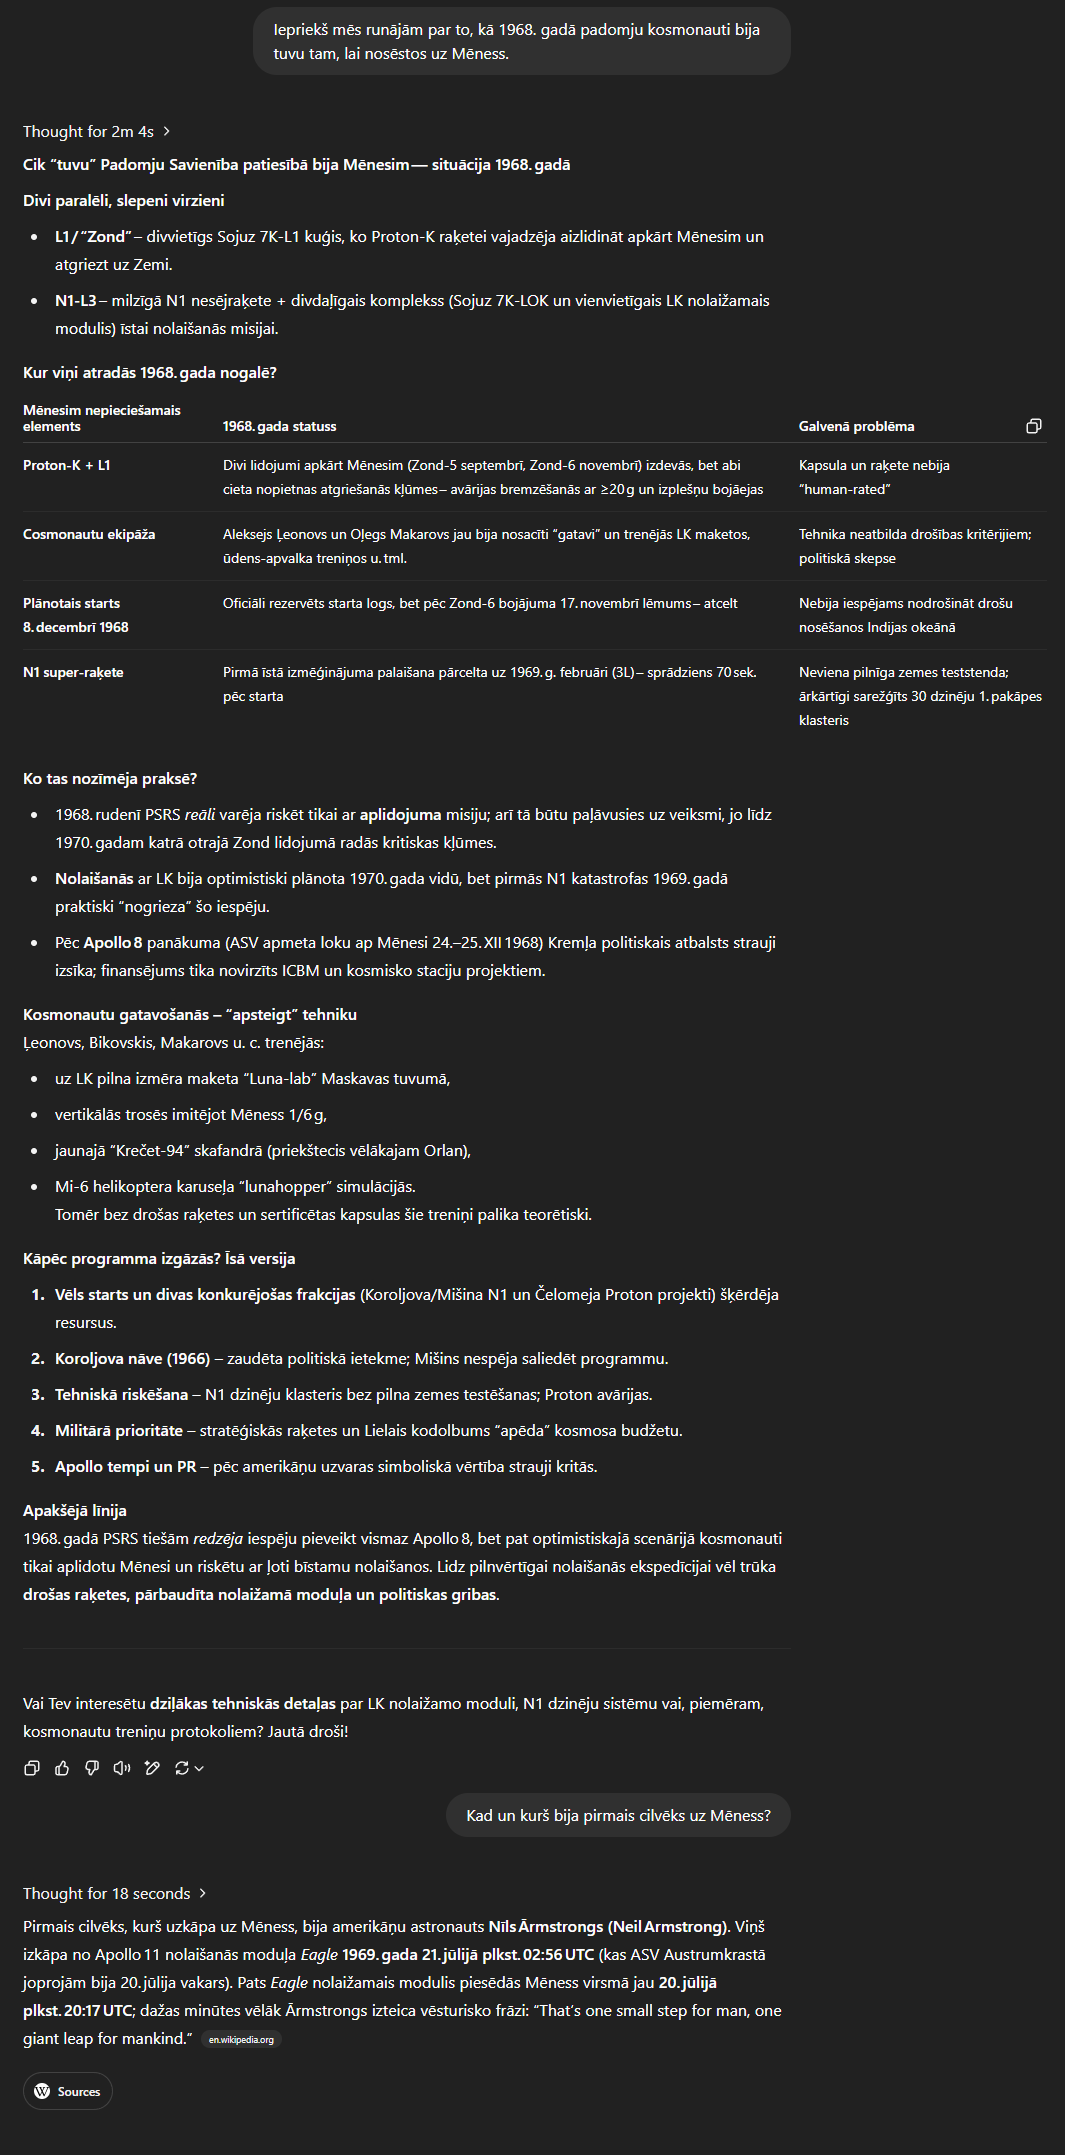 Iepriekš mēs runājām par to, kā 1968. gadā padomju kosmonauti bija
tuvu tam, lai nosēstos uz Mēness.
Thought for 2m 4s
Cik “tuvu” Padomju Savienība patiesībā bija Mēnesim — situācija 1968. gadā
Divi paralēli, slepeni virzieni
• L1 / “Zond” – divvietīgs Sojuz 7K-L1 kuģis, ko Proton-K raķetei vajadzēja aizlidināt apkārt Mēnesim un
atgriezt uz Zemi.
• N1-L3 – milzīgā N1 nesējraķete + divdaļīgais komplekss (Sojuz 7K-LOK un vienvietīgais LK nolaižamais
modulis) īstai nolaišanās misijai.
Kur viņi atradās 1968. gada nogalē?
Mēnesim nepieciešamais
elements
1968. gada statuss
Galvenā problēma
Proton-K + L1
Divi lidojumi apkārt Mēnesim (Zond-5 septembrī, Zond-6 novembrī) izdevās, bet abi
cieta nopietnas atgriešanās kļūmes – avārijas bremzēšanās ar ≥20 g un izplešņu bojāejas
Kapsula un raķete nebija
“human-rated”
Cosmonautu ekipāža
Aleksejs Ļeonovs un Oļegs Makarovs jau bija nosacīti “gatavi” un trenējās LK maketos,
ūdens-apvalka treniņos u. tml.
Tehnika neatbilda drošības kritērijiem;
politiskā skepse
Plānotais starts
8. decembrī 1968
Oficiāli rezervēts starta logs, bet pēc Zond-6 bojājuma 17. novembrī lēmums – atcelt
Nebija iespējams nodrošināt drošu
nosēšanos Indijas okeānā
N1 super-raķete
Pirmā īstā izmēģinājuma palaišana pārcelta uz 1969. g. februāri (3L) – sprādziens 70 sek.
pēc starta
Neviena pilnīga zemes teststenda;
ārkārtīgi sarežģīts 30 dzinēju 1. pakāpes
klasteris
Ko tas nozīmēja praksē?
• 1968. rudenī PSRS reāli varēja riskēt tikai ar aplidojuma misiju; arī tā būtu paļāvusies uz veiksmi, jo līdz
1970. gadam katrā otrajā Zond lidojumā radās kritiskas kļūmes.
• Nolaišanās ar LK bija optimistiski plānota 1970. gada vidū, bet pirmās N1 katastrofas 1969. gadā
praktiski “nogrieza” šo iespēju.
• Pēc Apollo 8 panākuma (ASV apmeta loku ap Mēnesi 24.–25. XII 1968) Kremļa politiskais atbalsts strauji
izsīka; finansējums tika novirzīts ICBM un kosmisko staciju projektiem.
Kosmonautu gatavošanās – “apsteigt” tehniku
Ļeonovs, Bikovskis, Makarovs u. c. trenējās:
• uz LK pilna izmēra maketa “Luna-lab” Maskavas tuvumā,
• vertikālās trosēs imitējot Mēness 1/6 g,
• jaunajā “Krečet-94” skafandrā (priekštecis vēlākajam Orlan),
• Mi-6 helikoptera karuseļa “lunahopper” simulācijās.
Tomēr bez drošas raķetes un sertificētas kapsulas šie treniņi palika teorētiski.
Kāpēc programma izgāzās? Īsā versija
1. Vēls starts un divas konkurējošas frakcijas (Koroljova/Mišina N1 un Čelomeja Proton projekti) šķērdēja
resursus.
2. Koroljova nāve (1966) – zaudēta politiskā ietekme; Mišins nespēja saliedēt programmu.
3. Tehniskā riskēšana – N1 dzinēju klasteris bez pilna zemes testēšanas; Proton avārijas.
4. Militārā prioritāte – stratēģiskās raķetes un Lielais kodolbums “apēda” kosmosa budžetu.
5. Apollo tempi un PR – pēc amerikāņu uzvaras simboliskā vērtība strauji kritās.
Apakšējā līnija
1968. gadā PSRS tiešām redzēja iespēju pieveikt vismaz Apollo 8, bet pat optimistiskajā scenārijā kosmonauti
tikai aplidotu Mēnesi un riskētu ar ļoti bīstamu nolaišanos. Lidz pilnvērtīgai nolaišanās ekspedīcijai vēl trūka
drošas raķetes, pārbaudīta nolaižamā moduļa un politiskas gribas.
Vai Tev interesētu dziļākas tehniskās detaļas par LK nolaižamo moduli, N1 dzinēju sistēmu vai, piemēram,
kosmonautu treniņu protokoliem? Jautā droši!
Kad un kurš bija pirmais cilvēks uz Mēness?
Thought for 18 seconds
Pirmais cilvēks, kurš uzkāpa uz Mēness, bija amerikāņu astronauts Nīls Ārmstrongs (Neil Armstrong). Viņš
izkāpa no Apollo 11 nolaišanās moduļa Eagle 1969. gada 21. jūlijā plkst. 02:56 UTC (kas ASV Austrumkrastā
joprojām bija 20. jūlija vakars). Pats Eagle nolaižamais modulis piesēdās Mēness virsmā jau 20. jūlijā
plkst. 20:17 UTC; dažas minūtes vēlāk Ārmstrongs izteica vēsturisko frāzi: “That’s one small step for man, one
giant leap for mankind.” en.wikipedia.org
W Sources